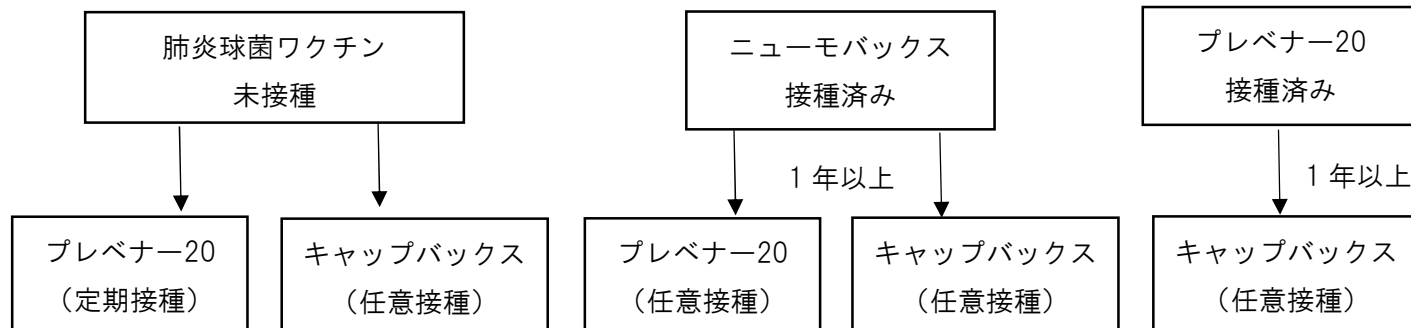 肺炎球菌ワクチン
未接種
ニューモバックス
接種済み
プレベナー20
接種済み
1年以上
1年以上
プレベナー20
（定期接種）
キャップバックス
（任意接種）
プレベナー20
（任意接種）
キャップバックス
（任意接種）
キャップバックス
（任意接種）